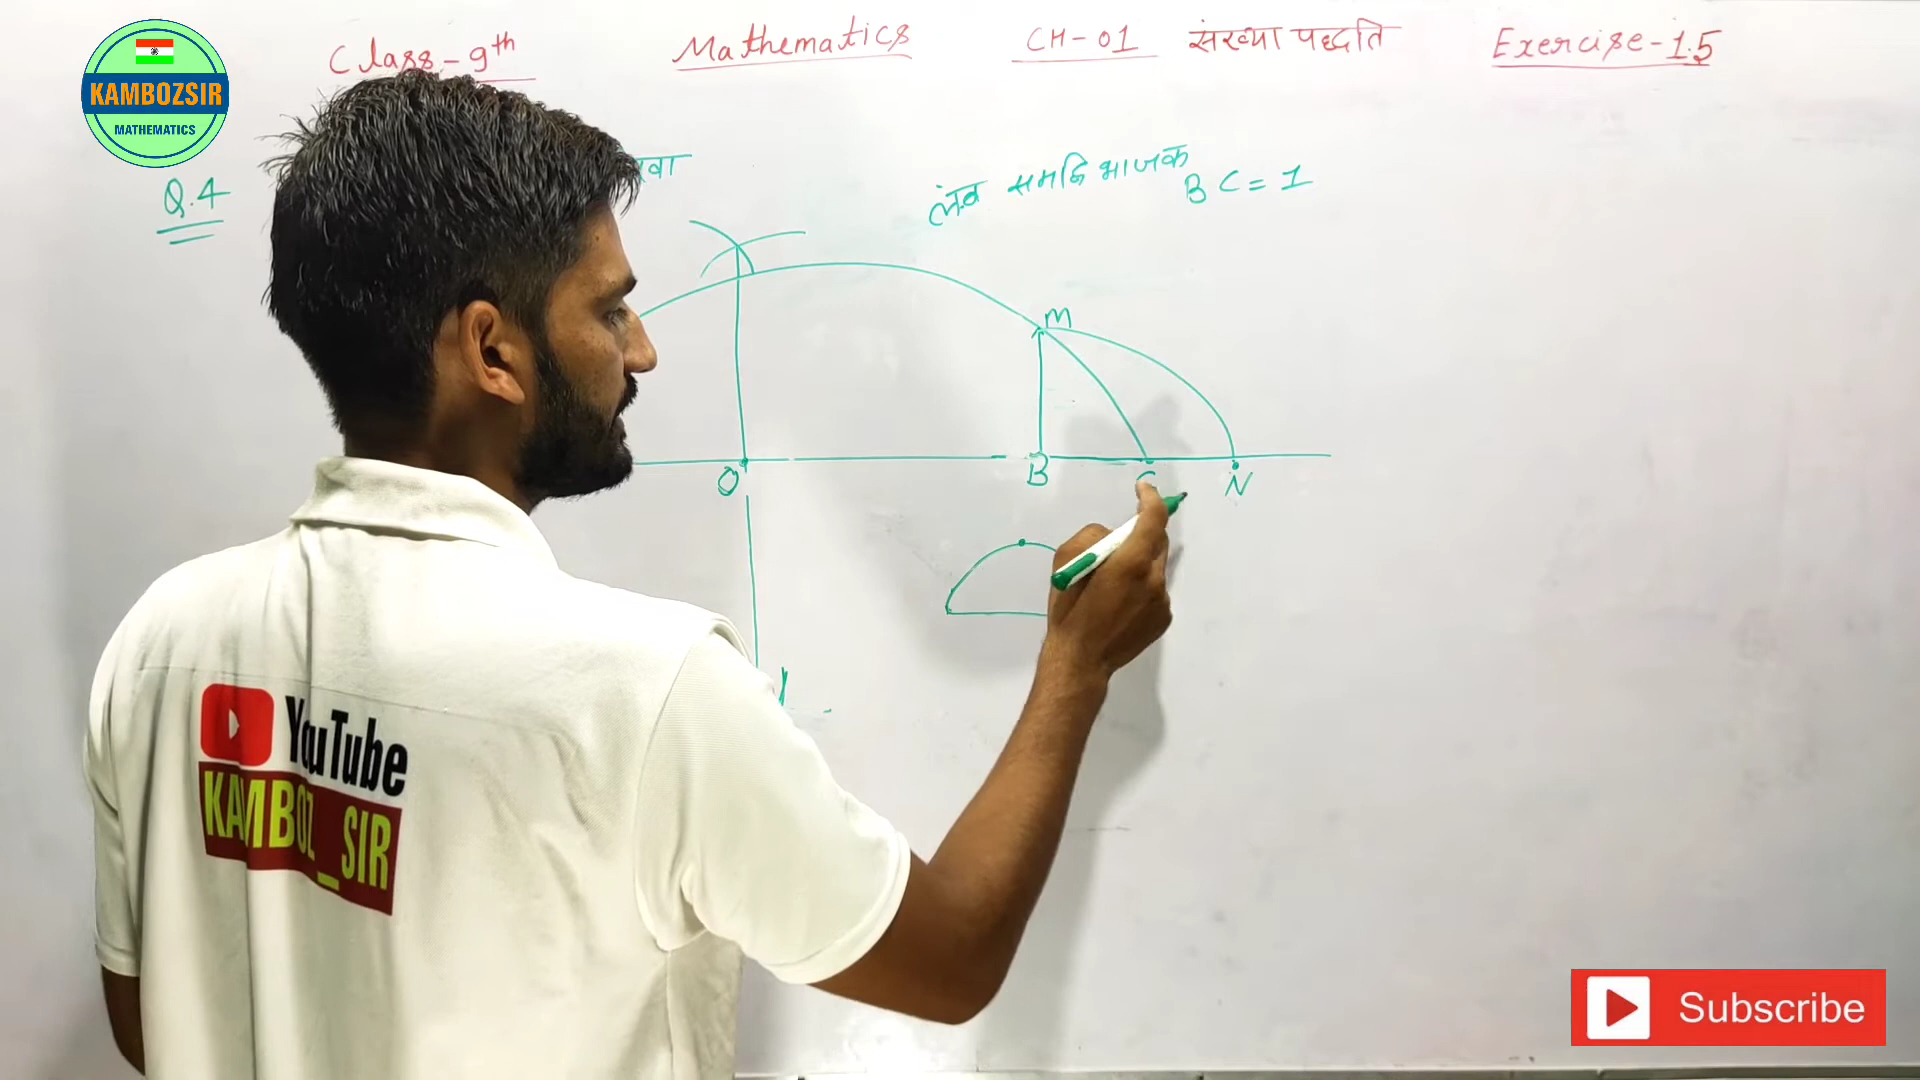 Class - 9th Mathematics CH-01 संख्या पद्धति Exercise-1.5
KAMBOZSIR
MATHEMATICS
Q.4
लंब समद्विभाजक
BC = 1
M
O B C N
YouTube
KAMBOZ_SIR
Subscribe